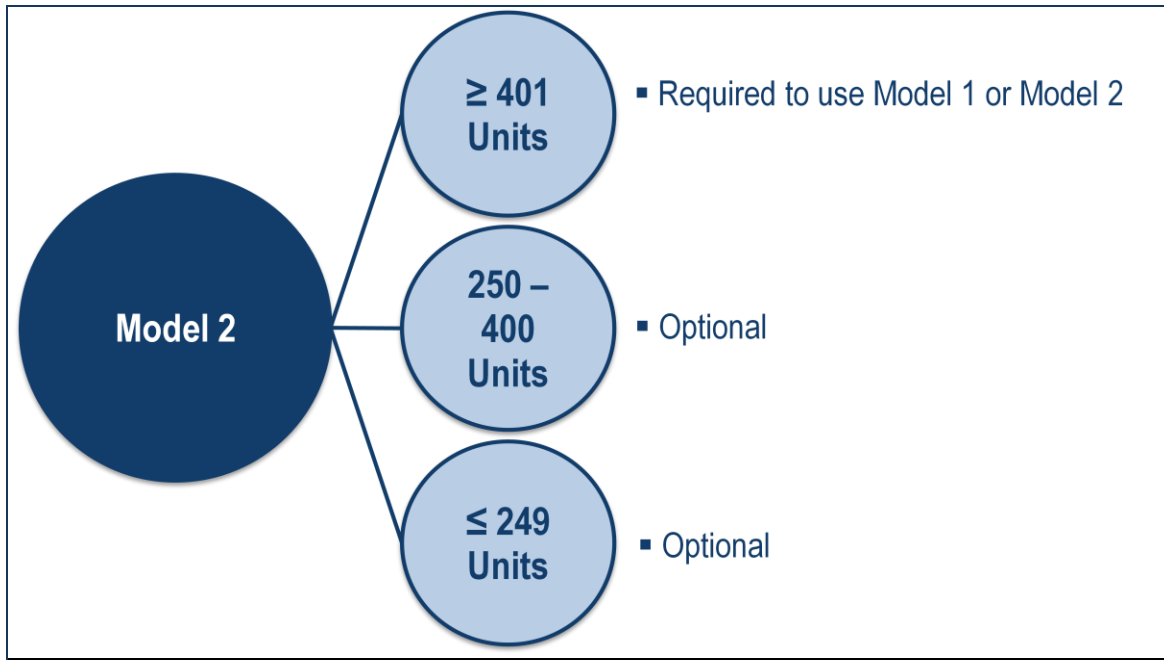 ≥ 401
Units
▪ Required to use Model 1 or Model 2
Model 2
250 –
400
Units
▪ Optional
≤ 249
Units
▪ Optional